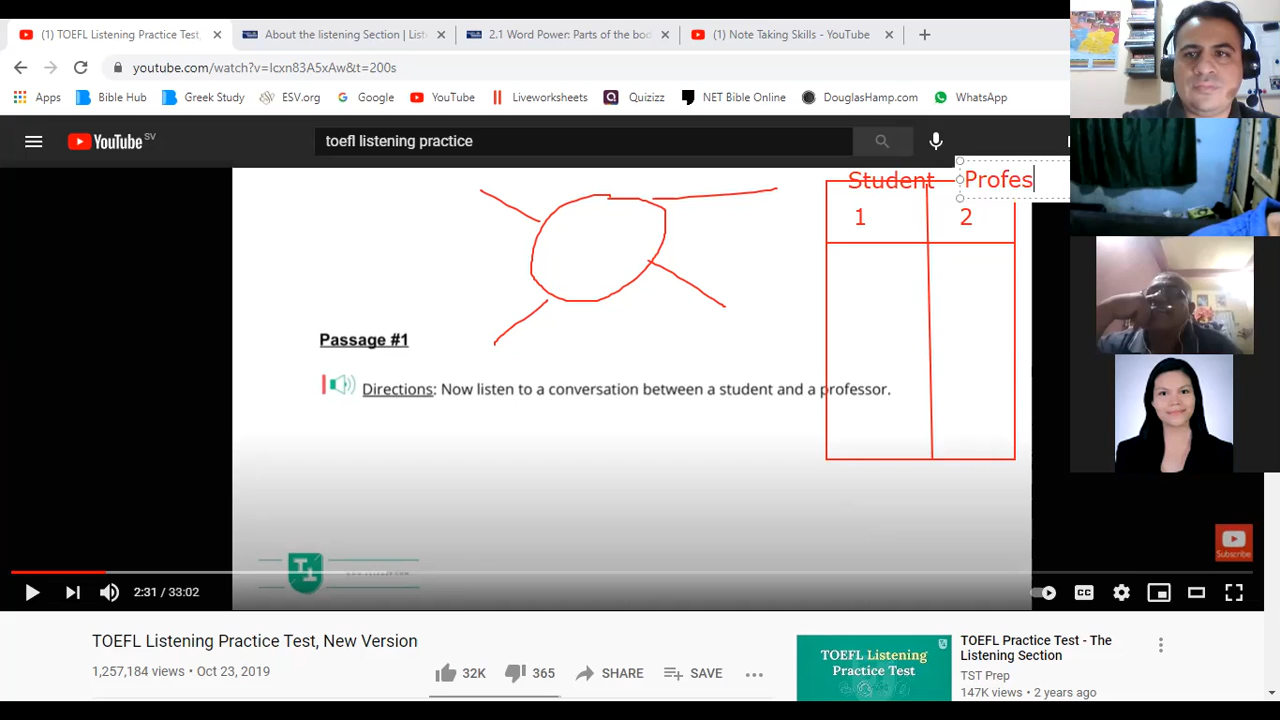 (1) TOEFL Listening Practice Test,
About the listening Section
2.1 Word Power: Parts of the bo
(1) Note Taking Skills - YouTube
youtube.com/watch?v=lcxn83A5xAw&t=200s
Apps
Bible Hub
Greek Study
ESV.org
Google
YouTube
Liveworksheets
Quizizz
NET Bible Online
DouglasHamp.com
WhatsApp
YouTube SV
toefl listening practice
Student
Profes
1
2
Passage #1
Directions: Now listen to a conversation between a student and a professor.
Subscribe
2:31 / 33:02
CC
TOEFL Listening Practice Test, New Version
1,257,184 views • Oct 23, 2019
32K
365
SHARE
SAVE
TOEFL Listening
Practice Test
TOEFL Practice Test - The
Listening Section
TST Prep
147K views • 2 years ago